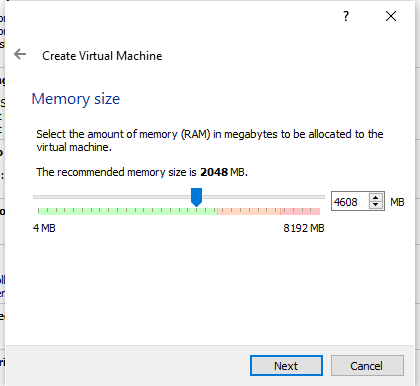 ?
Create Virtual Machine
Memory size
Select the amount of memory (RAM) in megabytes to be allocated to the
virtual machine.
The recommended memory size is 2048 MB.
4608 MB
4 MB 8192 MB
Next Cancel